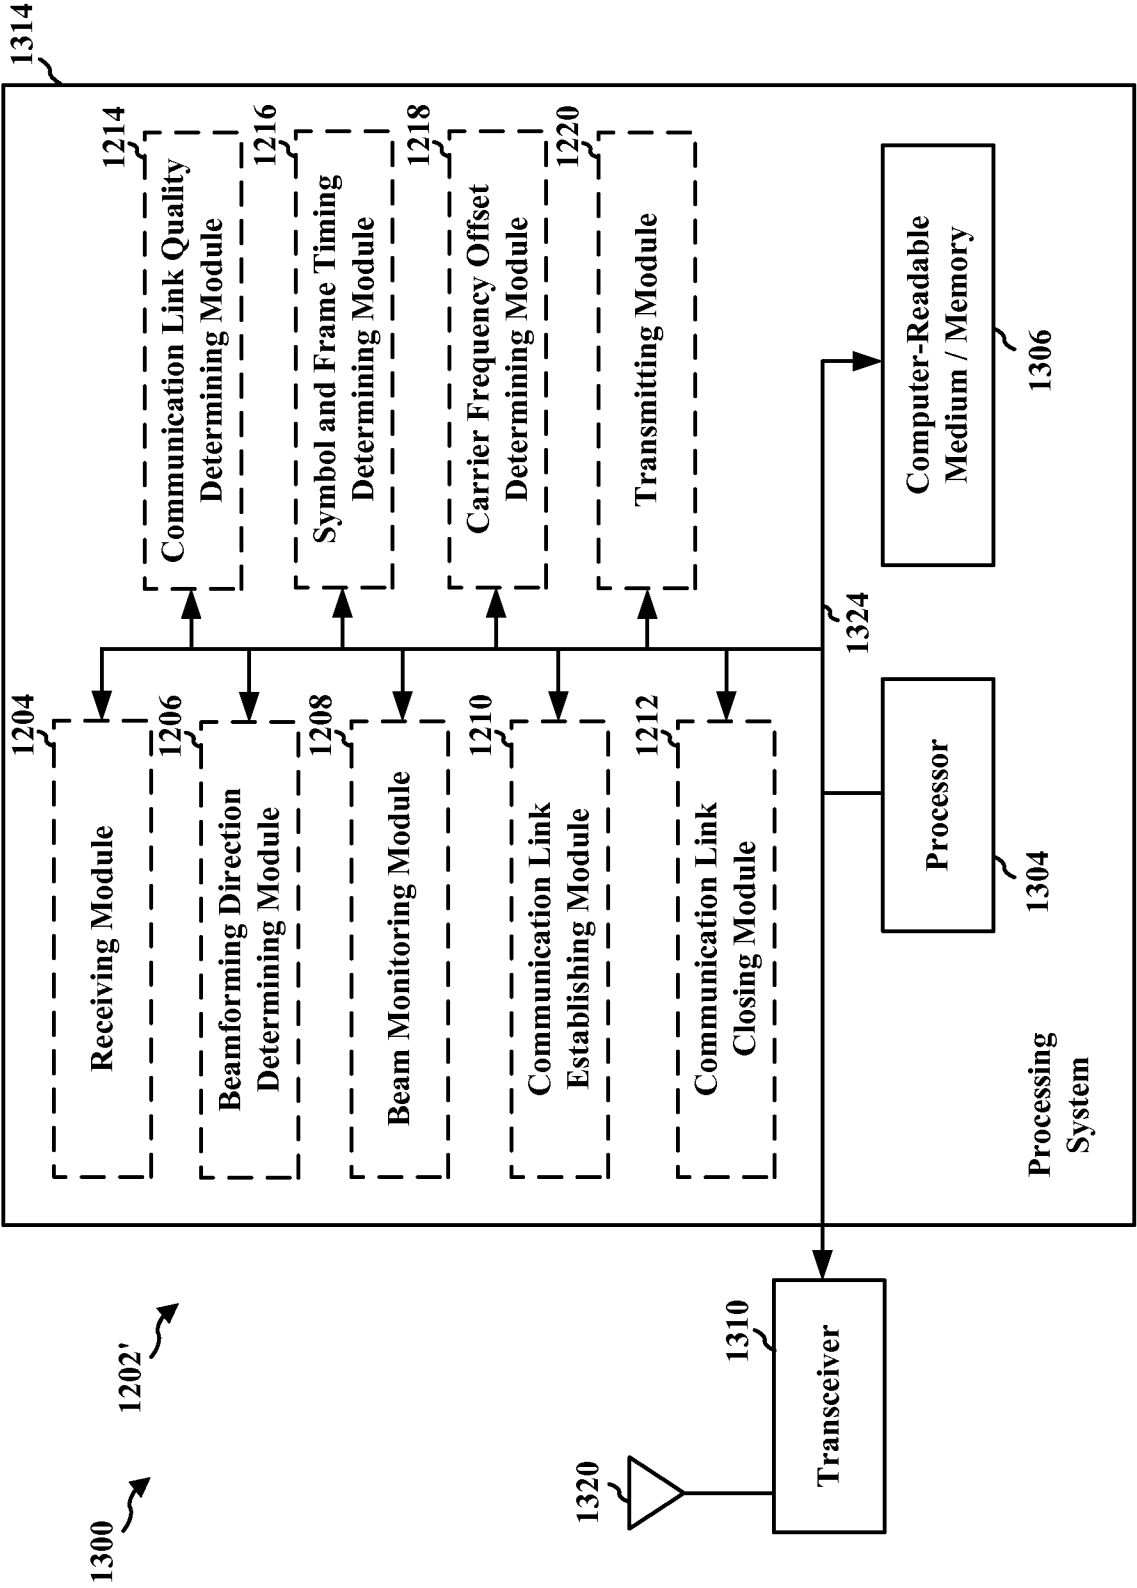 1300
1202'
1314
1204
Receiving Module
1214
Communication Link Quality
Determining Module
1206
Beamforming Direction
Determining Module
1216
Symbol and Frame Timing
Determining Module
1208
Beam Monitoring Module
1218
Carrier Frequency Offset
Determining Module
1210
Communication Link
Establishing Module
1220
Transmitting Module
1212
Communication Link
Closing Module
1320
1310
Transceiver
1324
Processor
1304
Computer-Readable
Medium / Memory
1306
Processing
System